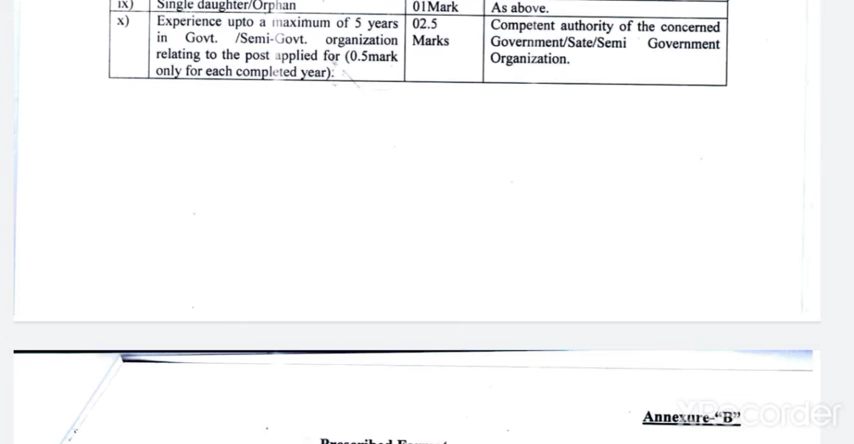 ix) Single daughter/Orphan 01Mark As above.
x) Experience upto a maximum of 5 years 02.5 Competent authority of the concerned
in Govt. /Semi-Govt. organization Marks Government/Sate/Semi Government
relating to the post applied for (0.5mark Organization.
only for each completed year).
Annexure-"B"
XRecorder
Prescribed